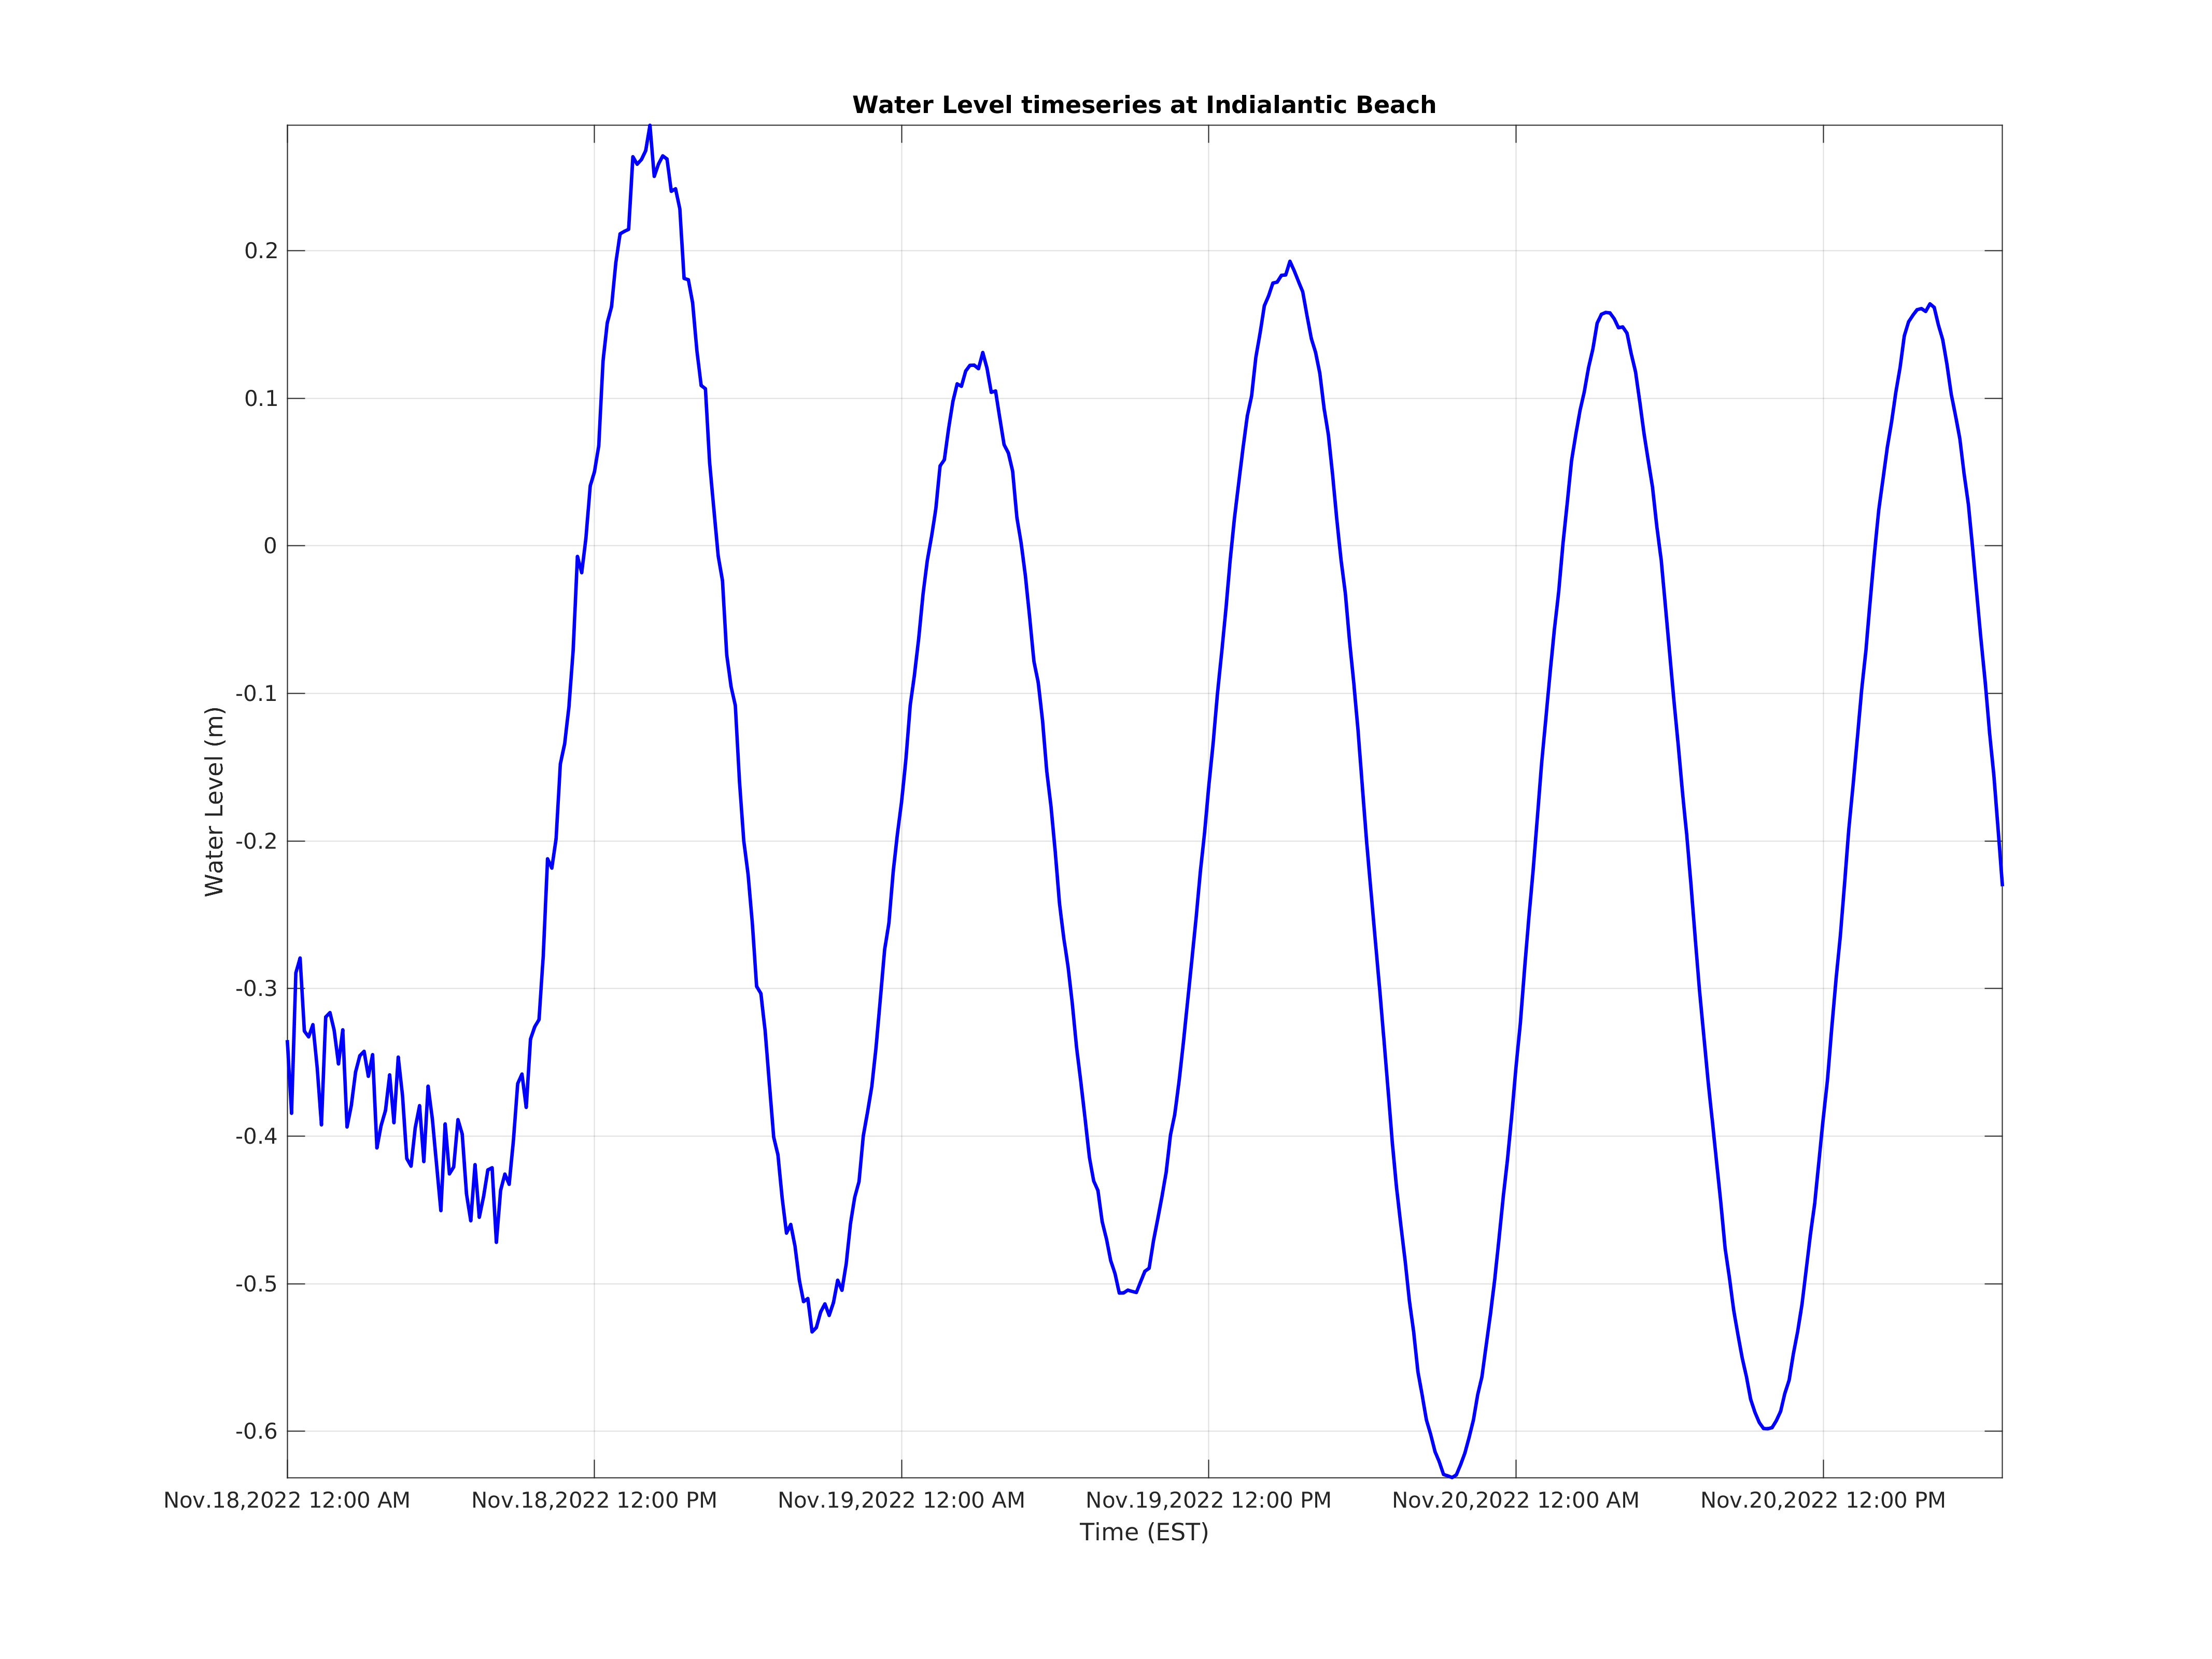 Water Level timeseries at Indialantic Beach
0.2
0.1
0
-0.1
-0.2
-0.3
-0.4
-0.5
-0.6
Water Level (m)
Nov.18,2022 12:00 AM Nov.18,2022 12:00 PM Nov.19,2022 12:00 AM Nov.19,2022 12:00 PM Nov.20,2022 12:00 AM Nov.20,2022 12:00 PM
Time (EST)